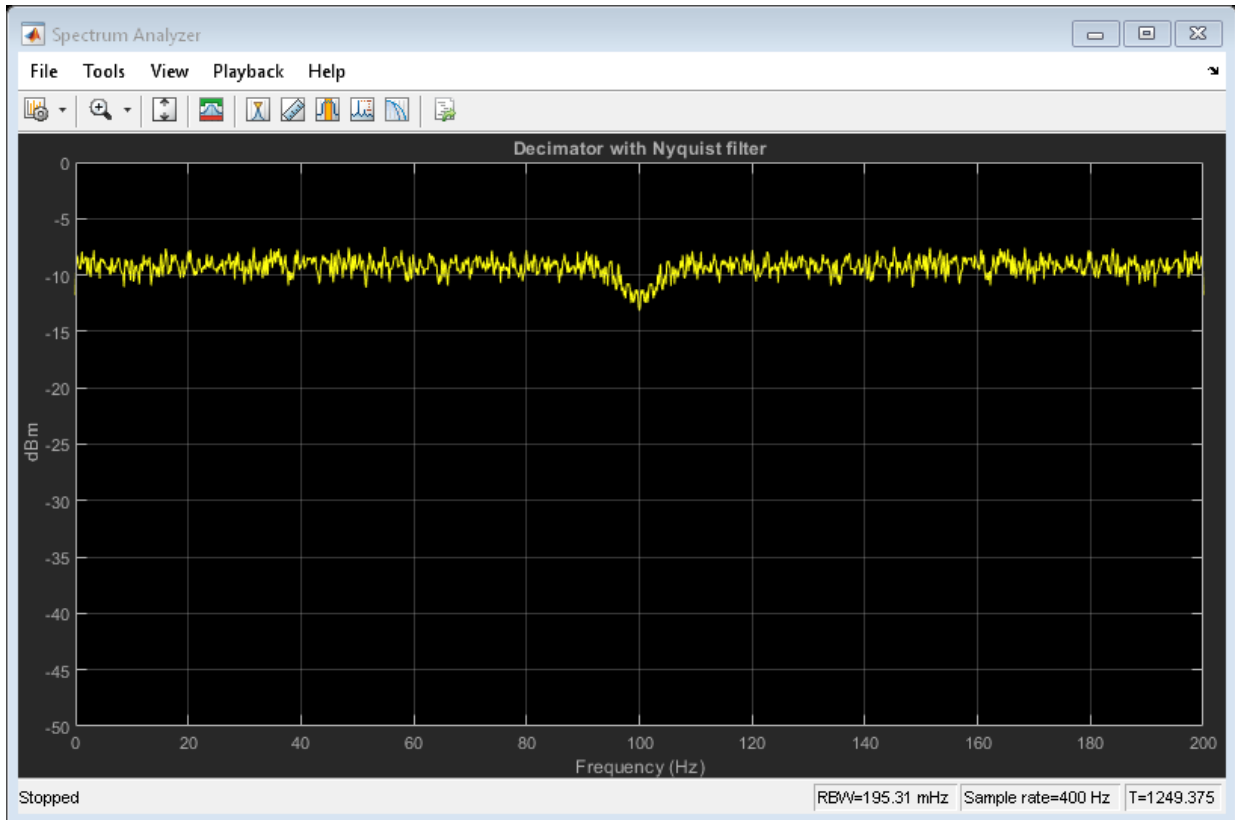 Spectrum Analyzer
File Tools View Playback Help
Decimator with Nyquist filter
0
-5
-10
-15
-20
-25
-30
-35
-40
-45
-50
dBm
0 20 40 60 80 100 120 140 160 180 200
Frequency (Hz)
Stopped RBW=195.31 mHz Sample rate=400 Hz T=1249.375